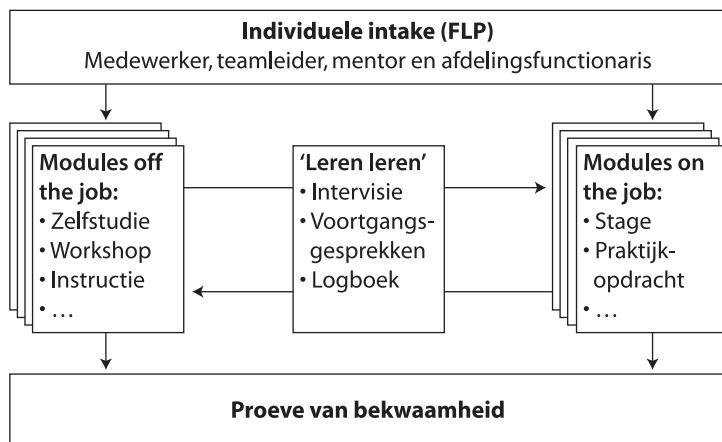 Individuele intake (FLP)
Medewerker, teamleider, mentor en afdelingsfunctionaris
Modules off
the job:
• Zelfstudie
• Workshop
• Instructie
• …
‘Leren leren’
• Intervisie
• Voortgangs-
gesprekken
• Logboek
Modules on
the job:
• Stage
• Praktijk-
opdracht
• …
Proeve van bekwaamheid